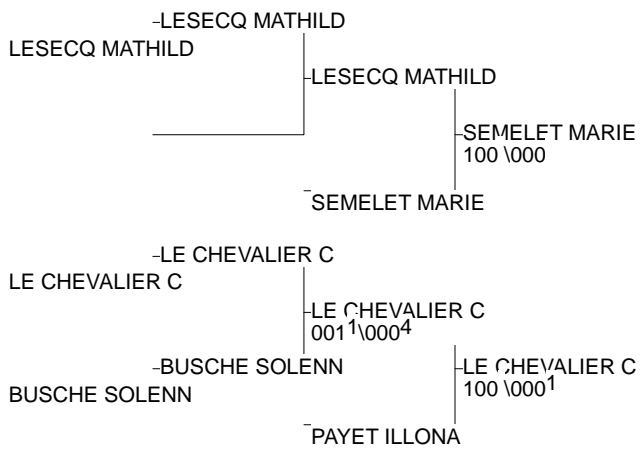 LESECQ MATHILD
LESECQ MATHILD
LESECQ MATHILD
SEMELET MARIE
100 \000
SEMELET MARIE
LE CHEVALIER C
LE CHEVALIER C
LE CHEVALIER C
001¹\000⁴
BUSCHE SOLENN
LE CHEVALIER C
100 \000¹
BUSCHE SOLENN
PAYET ILLONA